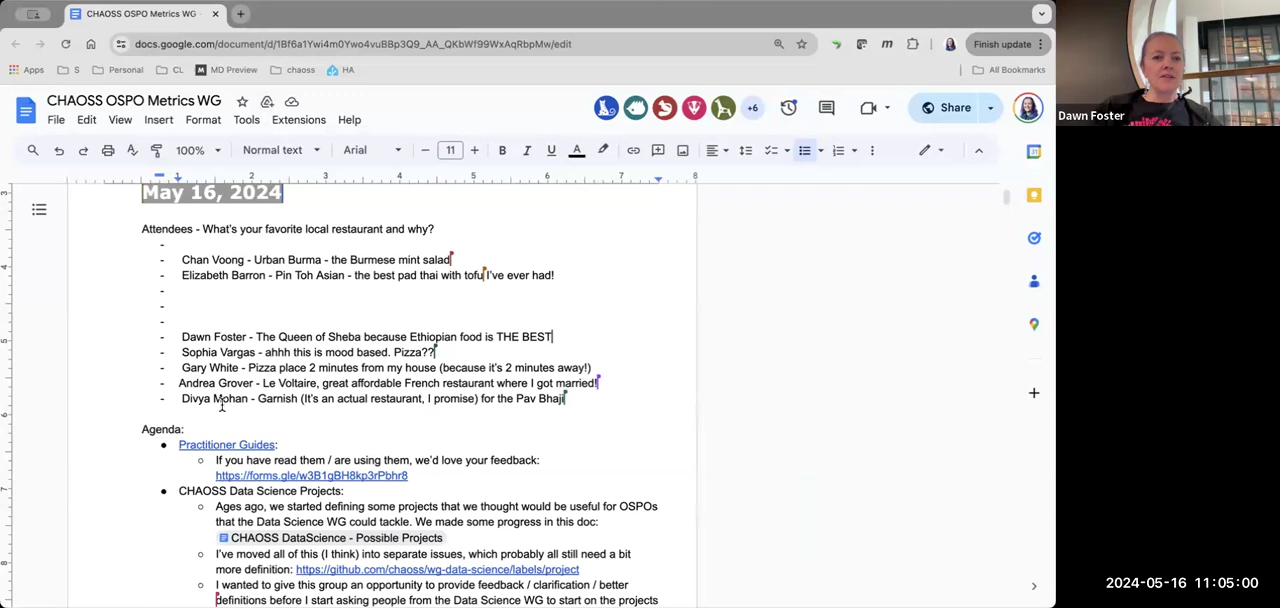 CHAOSS OSPO Metrics WG
docs.google.com/document/d/1Bf6a1Ywi4m0Ywo4vuBBp3Q9_AA_QKbWf99WxAqRbpMw/edit
Finish update
Apps
S
Personal
CL
MD Preview
chaoss
HA
All Bookmarks
CHAOSS OSPO Metrics WG
+6
Share
File Edit View Insert Format Tools Extensions Help
100%
Normal text
Arial
11
1 2 3 4 5 6 7 8
May 16, 2024
Attendees - What's your favorite local restaurant and why?
-
- Chan Voong - Urban Burma - the Burmese mint salad
- Elizabeth Barron - Pin Toh Asian - the best pad thai with tofu I've ever had!
-
-
-
- Dawn Foster - The Queen of Sheba because Ethiopian food is THE BEST
- Sophia Vargas - ahhh this is mood based. Pizza??
- Gary White - Pizza place 2 minutes from my house (because it's 2 minutes away!)
- Andrea Grover - Le Voltaire, great affordable French restaurant where I got married!
- Divya Mohan - Garnish (It's an actual restaurant, I promise) for the Pav Bhaji
Agenda:
● Practitioner Guides:
○ If you have read them / are using them, we'd love your feedback:
https://forms.gle/w3B1gBH8kp3rPbhr8
● CHAOSS Data Science Projects:
○ Ages ago, we started defining some projects that we thought would be useful for OSPOs
that the Data Science WG could tackle. We made some progress in this doc:
CHAOSS DataScience - Possible Projects
○ I've moved all of this (I think) into separate issues, which probably all still need a bit
more definition: https://github.com/chaoss/wg-data-science/labels/project
○ I wanted to give this group an opportunity to provide feedback / clarification / better
definitions before I start asking people from the Data Science WG to start on the projects
Dawn Foster
2024-05-16 11:05:00